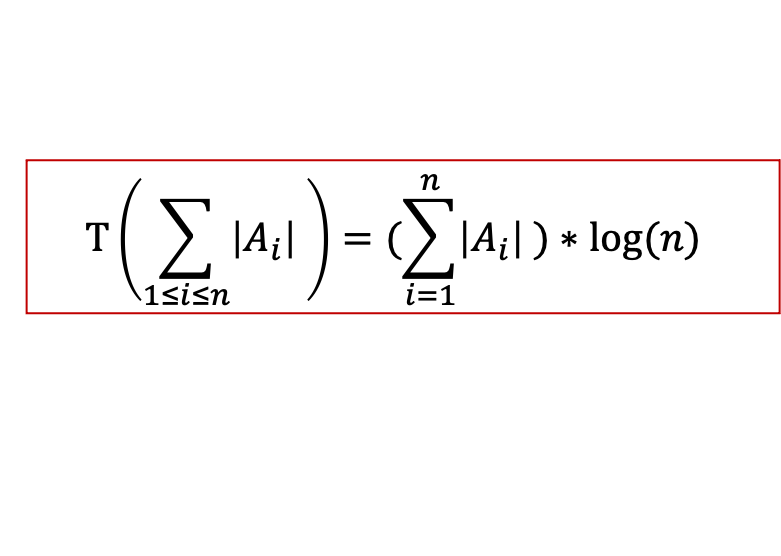 T(∑_{1≤i≤n} |A_i|) = (∑_{i=1}^{n} |A_i| ) * log(n)